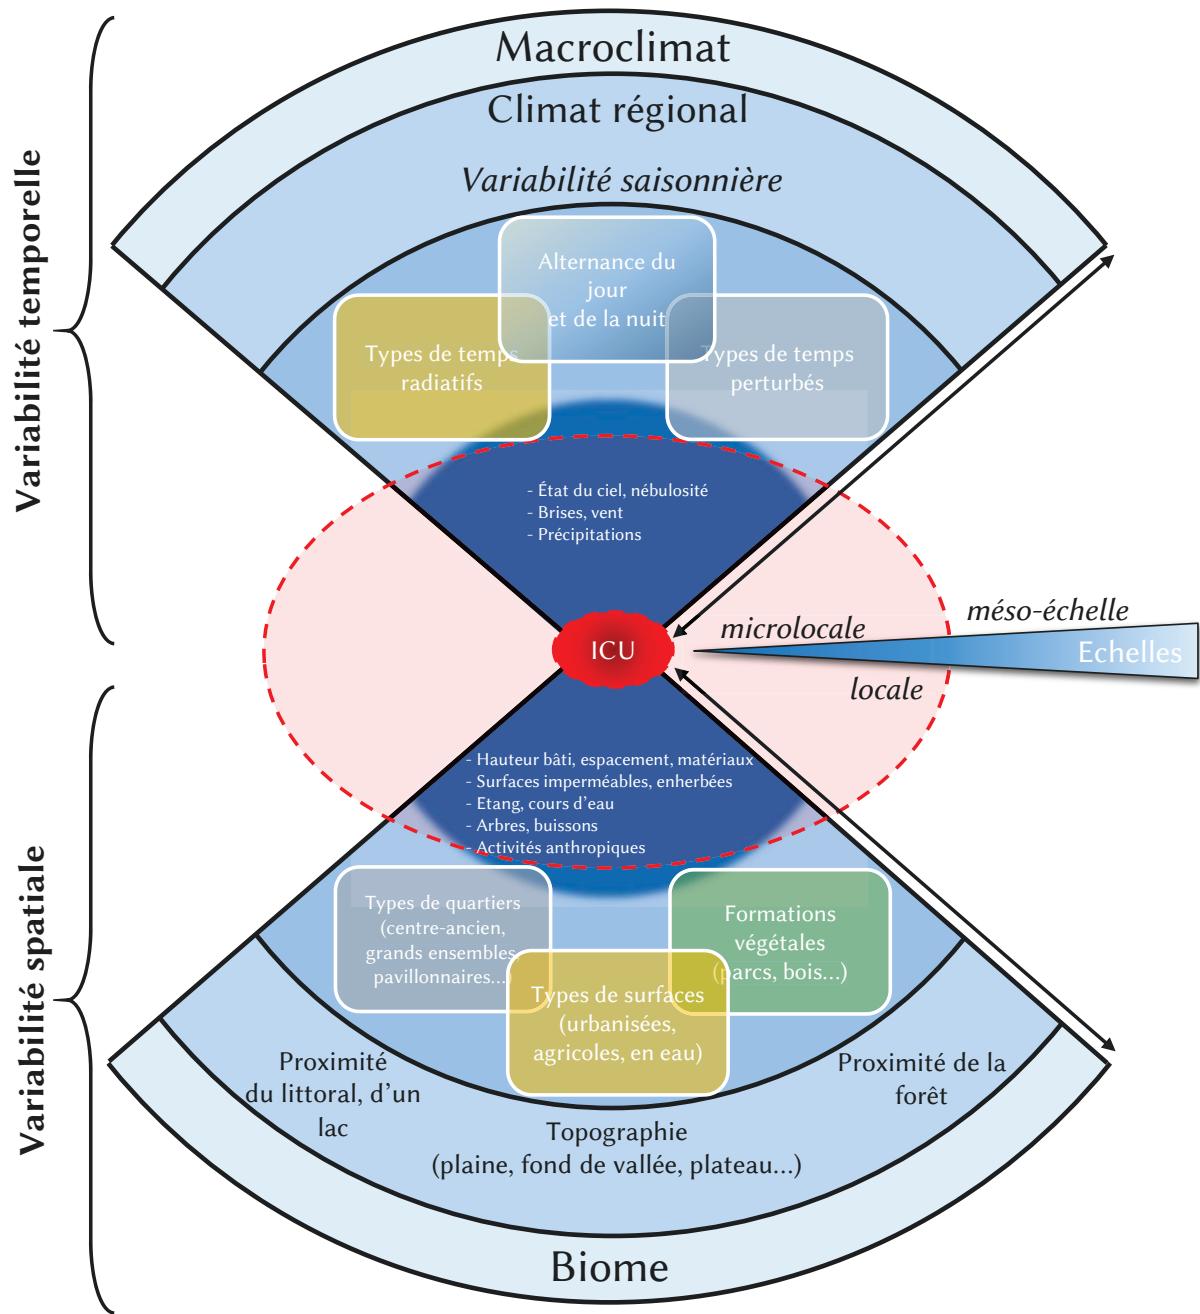 Macroclimat
Climat régional
Variabilité saisonnière
Variabilité temporelle
Alternance du
jour
et de la nuit
Types de temps
radiatifs
Types de temps
perturbés
- État du ciel, nébulosité
- Brises, vent
- Précipitations
ICU
microlocale
méso-échelle
Echelles
locale
Variabilité spatiale
- Hauteur bâti, espacement, matériaux
- Surfaces imperméables, enherbées
- Etang, cours d'eau
- Arbres, buissons
- Activités anthropiques
Types de quartiers
(centre-ancien,
grands ensembles,
pavillonnaires...)
Formations
végétales
(parcs, bois...)
Types de surfaces
(urbanisées,
agricoles, en eau)
Proximité
du littoral, d'un
lac
Proximité de la
forêt
Topographie
(plaine, fond de vallée, plateau...)
Biome